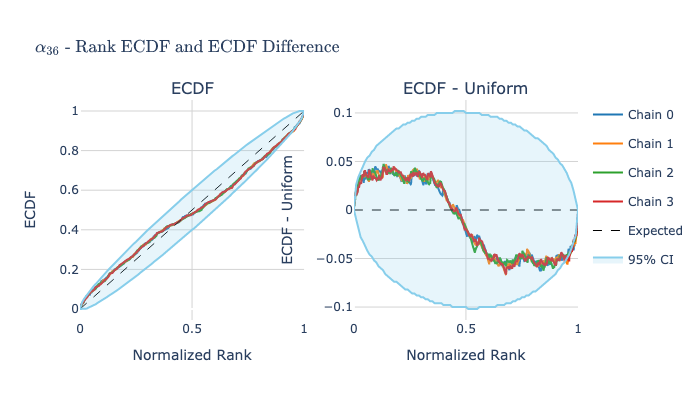 α36 - Rank ECDF and ECDF Difference
ECDF
ECDF - Uniform
ECDF
1
0.8
0.6
0.4
0.2
0
0
0.5
1
Normalized Rank
ECDF - Uniform
0.1
0.05
0
−0.05
−0.1
0
0.5
1
Normalized Rank
Chain 0
Chain 1
Chain 2
Chain 3
Expected
95% CI